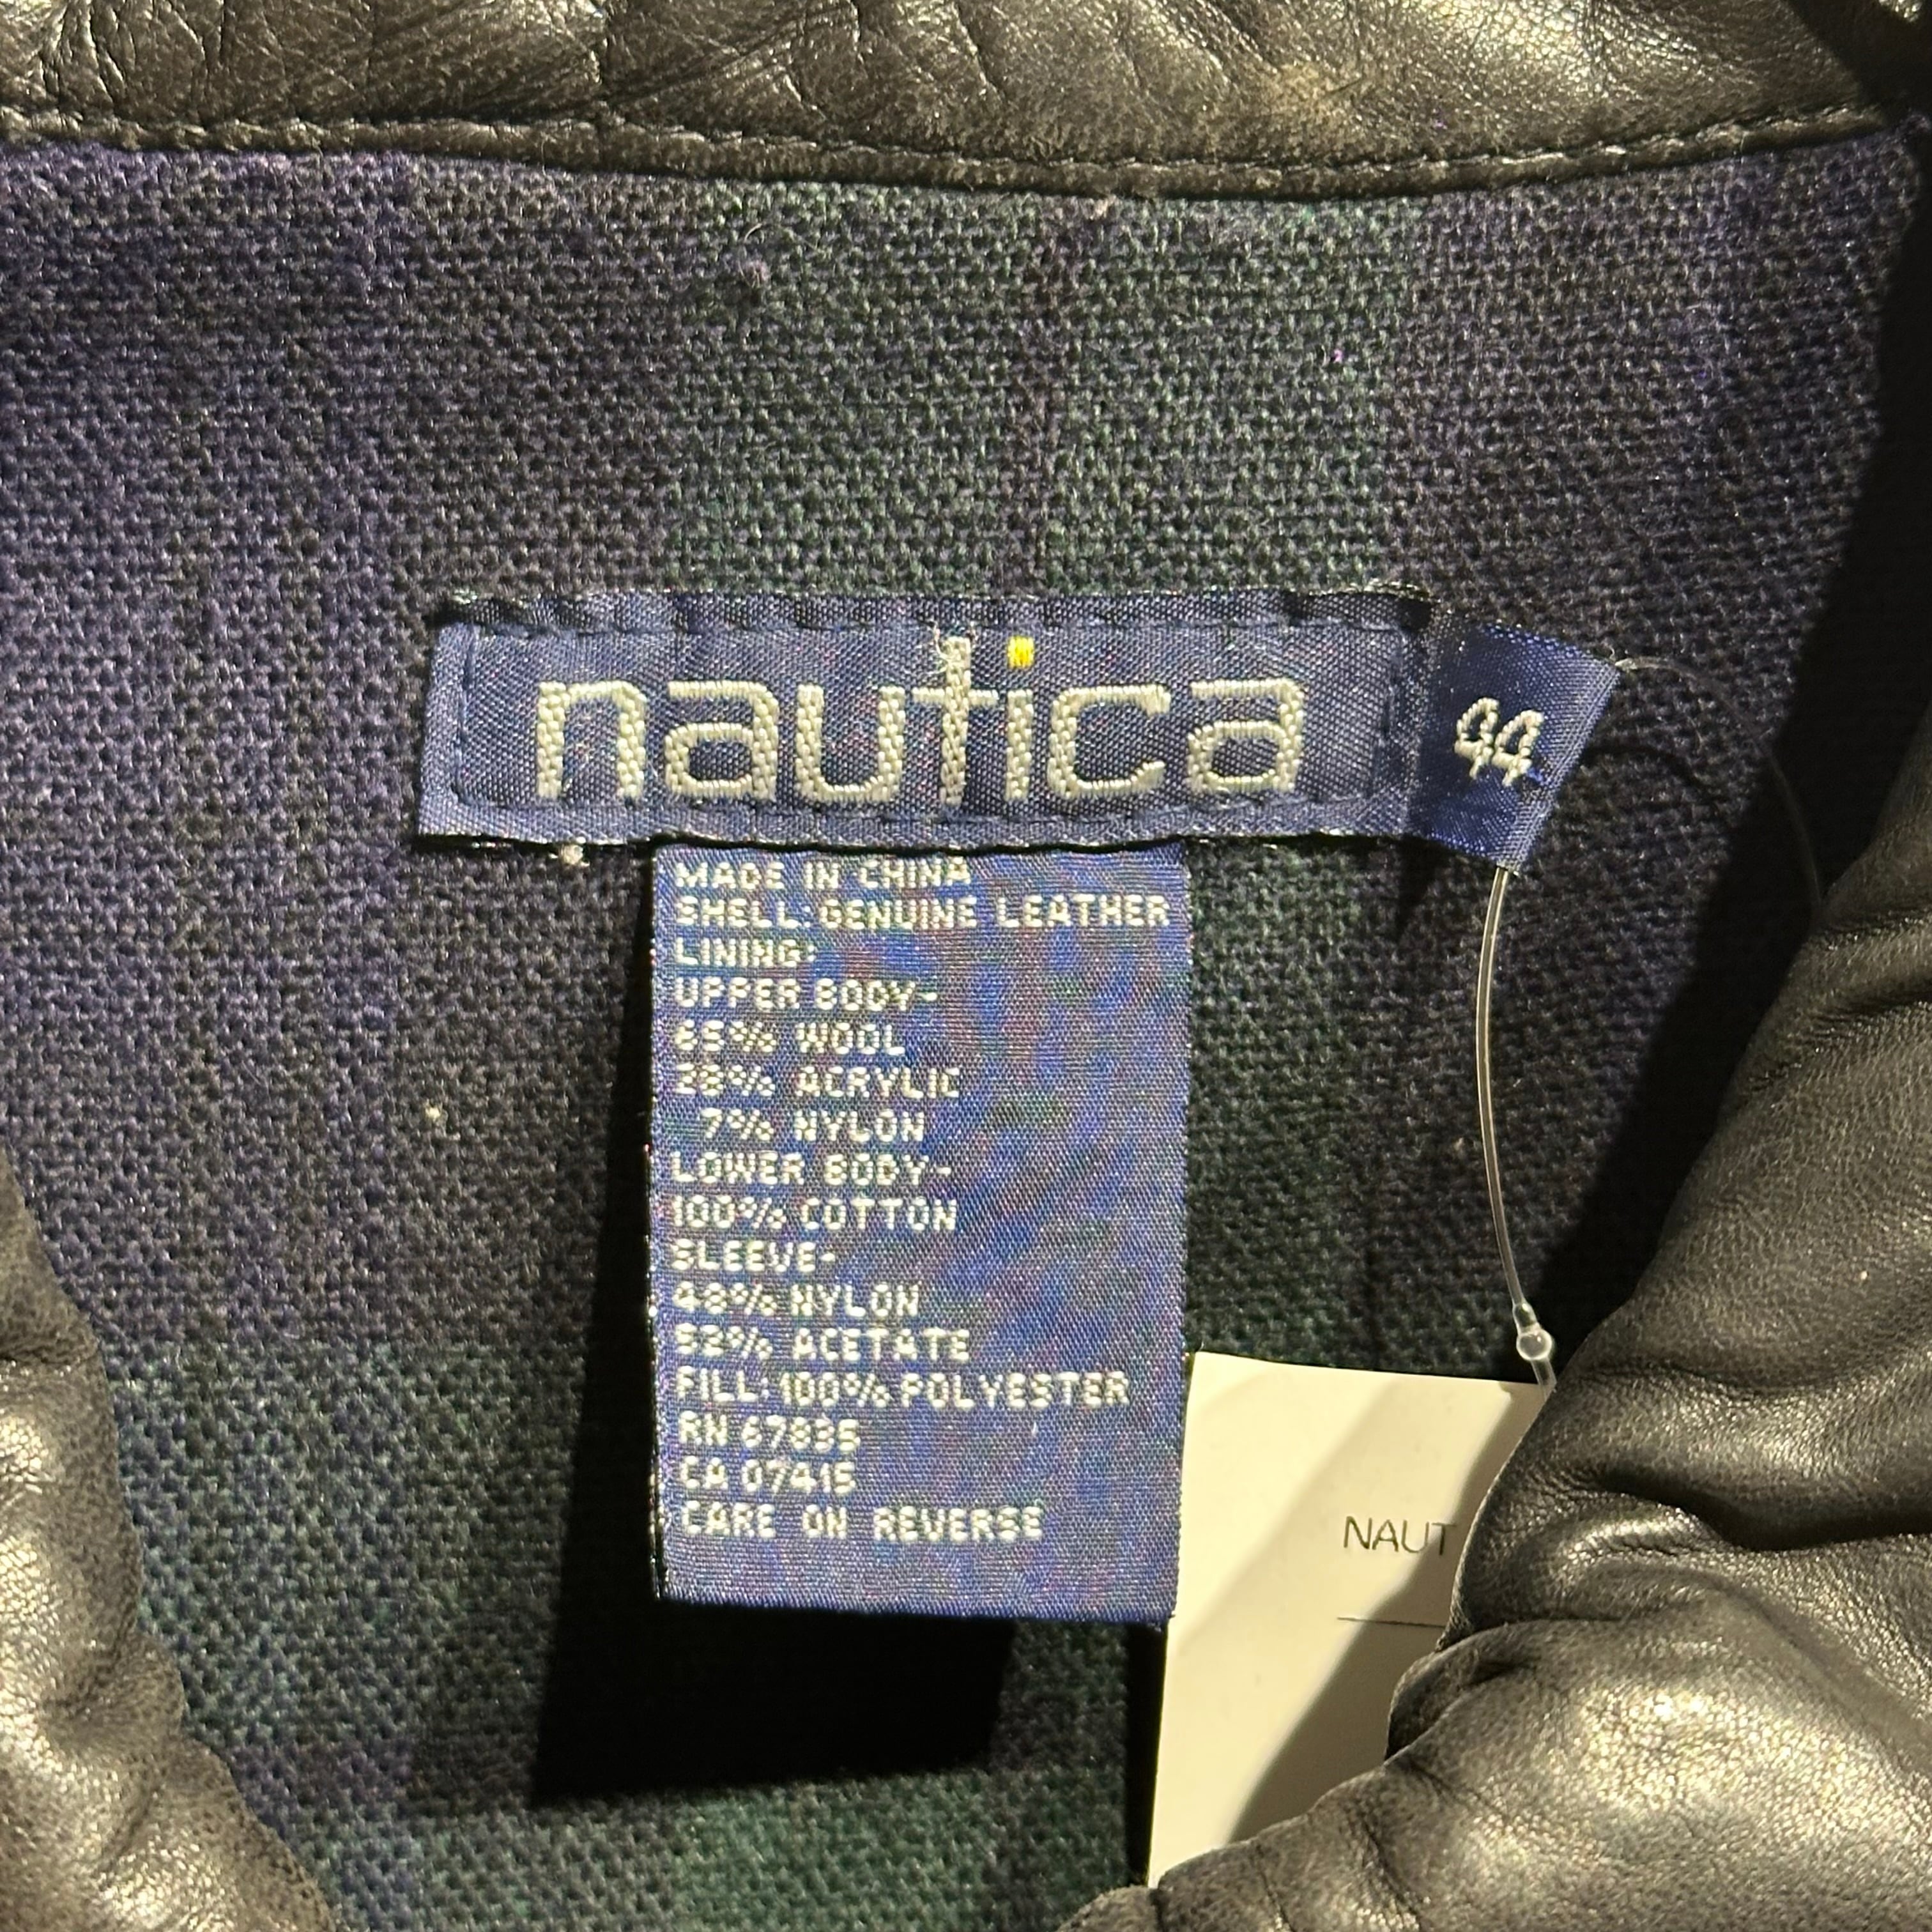 nautica
44
MADE IN CHINA
SHELL: GENUINE LEATHER
LINING:
UPPER BODY-
65% WOOL
28% ACRYLIC
7% NYLON
LOWER BODY-
100% COTTON
SLEEVE-
48% NYLON
52% ACETATE
FILL: 100% POLYESTER
RN 67835
CA 07415
CARE ON REVERSE
NAUT